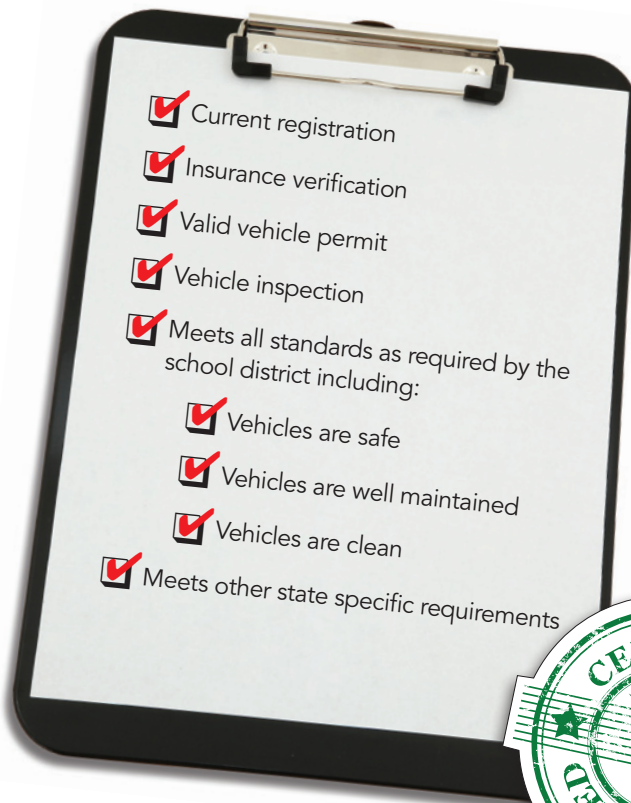 Current registration
Insurance verification
Valid vehicle permit
Vehicle inspection
Meets all standards as required by the
school district including:
Vehicles are safe
Vehicles are well maintained
Vehicles are clean
Meets other state specific requirements